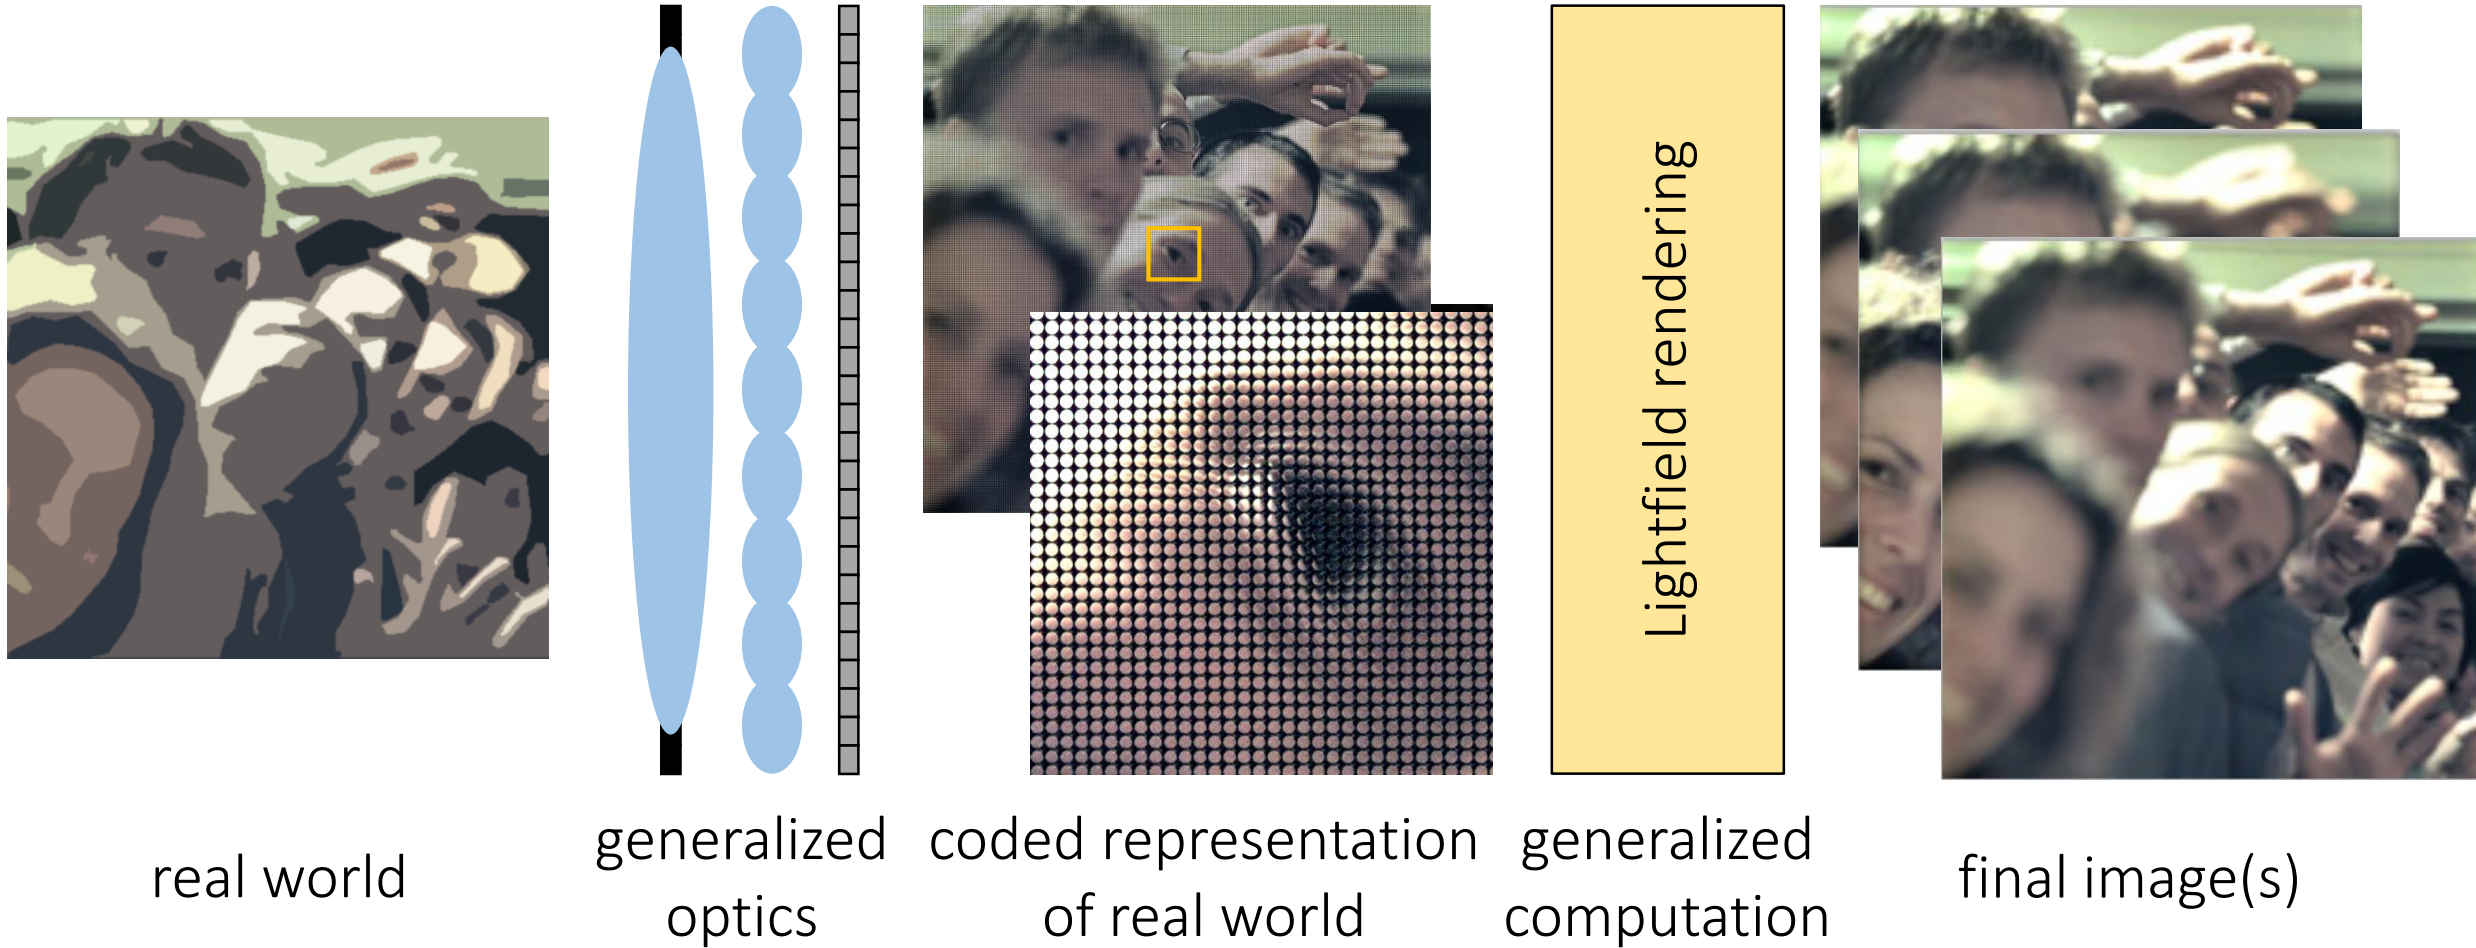 Lightfield rendering
real world
generalized
optics
coded representation
of real world
generalized
computation
final image(s)